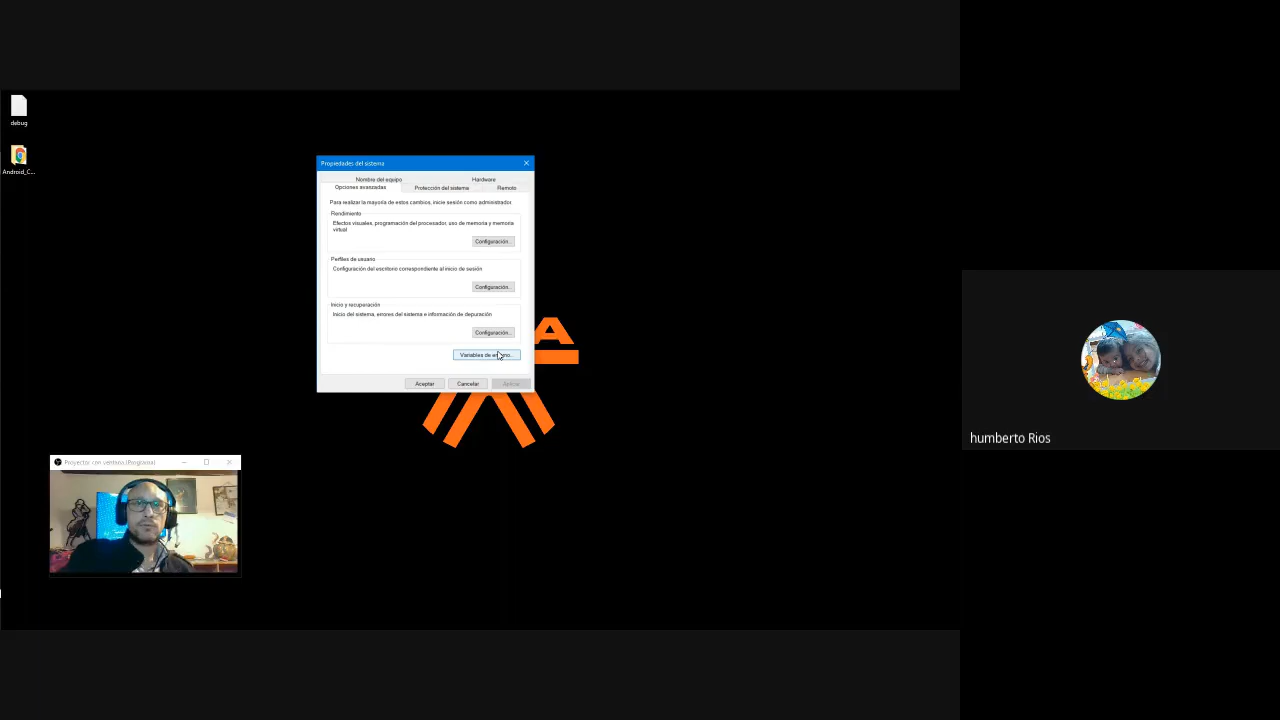 debug
Android_C...
Propiedades del sistema
Nombre del equipo
Hardware
Opciones avanzadas
Protección del sistema
Remoto
Para realizar la mayoría de estos cambios, inicie sesión como administrador.
Rendimiento
Efectos visuales, programación del procesador, uso de memoria y memoria
virtual
Configuración...
Perfiles de usuario
Configuración del escritorio correspondiente al inicio de sesión
Configuración...
Inicio y recuperación
Inicio del sistema, errores del sistema e información de depuración
Configuración...
Variables de
Aceptar
Cancelar
Aplicar
A
Proyector en ventana (Programa)
humberto Rios